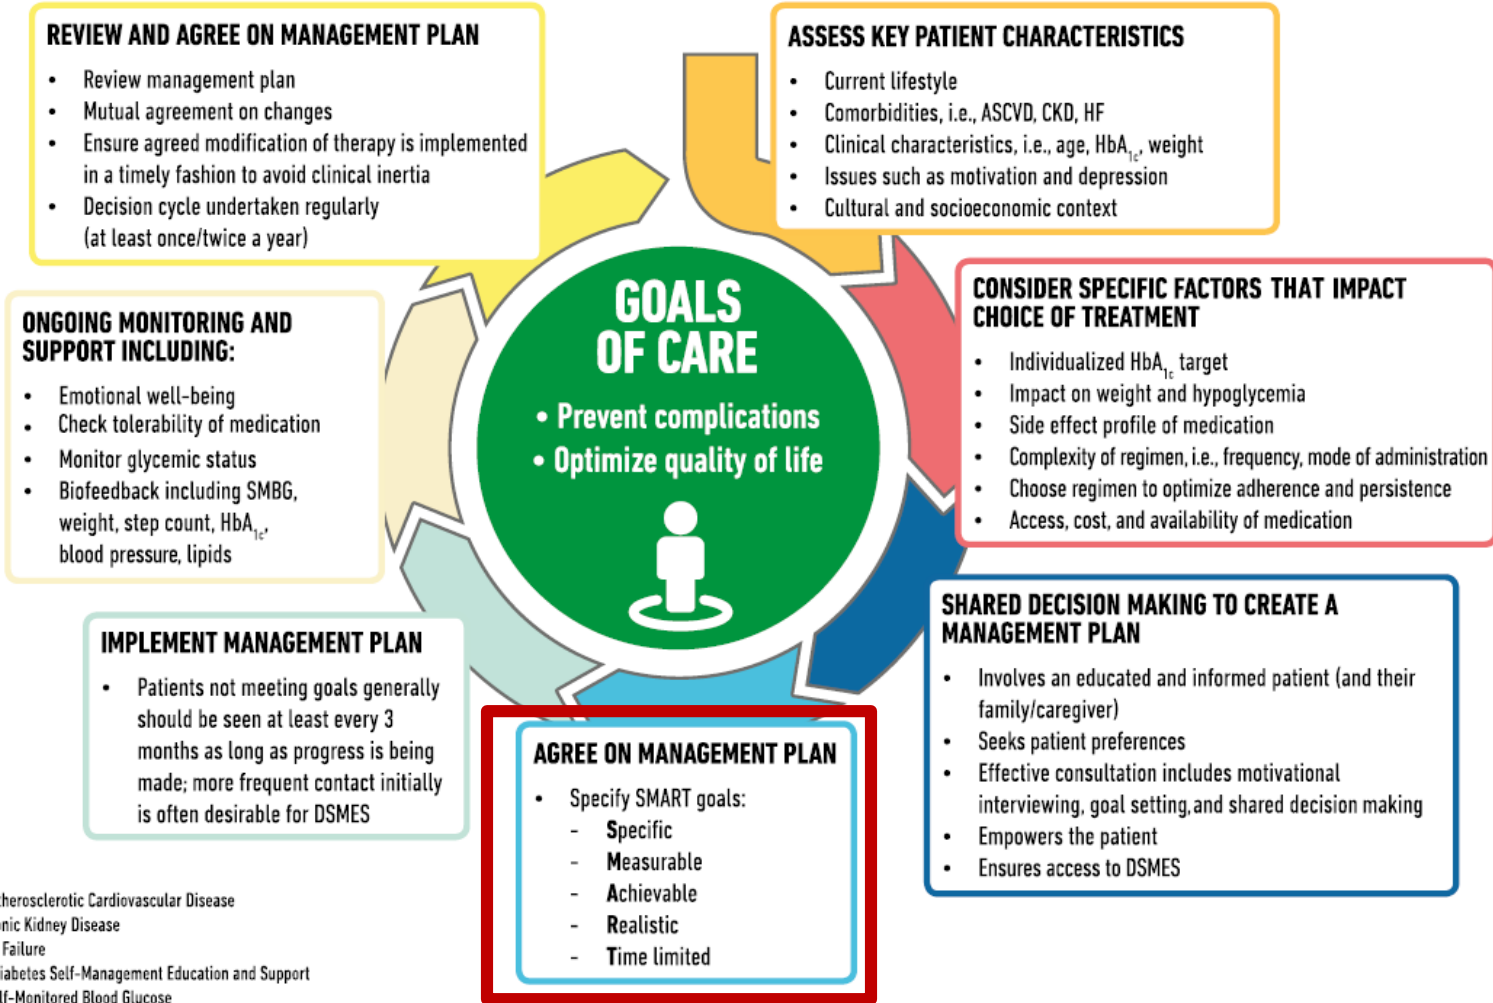 REVIEW AND AGREE ON MANAGEMENT PLAN
• Review management plan
• Mutual agreement on changes
• Ensure agreed modification of therapy is implemented
in a timely fashion to avoid clinical inertia
• Decision cycle undertaken regularly
(at least once/twice a year)
ASSESS KEY PATIENT CHARACTERISTICS
• Current lifestyle
• Comorbidities, i.e., ASCVD, CKD, HF
• Clinical characteristics, i.e., age, HbA1c, weight
• Issues such as motivation and depression
• Cultural and socioeconomic context
CONSIDER SPECIFIC FACTORS THAT IMPACT
CHOICE OF TREATMENT
• Individualized HbA1c target
• Impact on weight and hypoglycemia
• Side effect profile of medication
• Complexity of regimen, i.e., frequency, mode of administration
• Choose regimen to optimize adherence and persistence
• Access, cost, and availability of medication
SHARED DECISION MAKING TO CREATE A
MANAGEMENT PLAN
• Involves an educated and informed patient (and their
family/caregiver)
• Seeks patient preferences
• Effective consultation includes motivational
interviewing, goal setting, and shared decision making
• Empowers the patient
• Ensures access to DSMES
AGREE ON MANAGEMENT PLAN
• Specify SMART goals:
- Specific
- Measurable
- Achievable
- Realistic
- Time limited
IMPLEMENT MANAGEMENT PLAN
• Patients not meeting goals generally
should be seen at least every 3
months as long as progress is being
made; more frequent contact initially
is often desirable for DSMES
ONGOING MONITORING AND
SUPPORT INCLUDING:
• Emotional well-being
• Check tolerability of medication
• Monitor glycemic status
• Biofeedback including SMBG,
weight, step count, HbA1c,
blood pressure, lipids
GOALS
OF CARE
• Prevent complications
• Optimize quality of life
therosclerotic Cardiovascular Disease
onic Kidney Disease
Failure
iabetes Self-Management Education and Support
lf-Monitored Blood Glucose